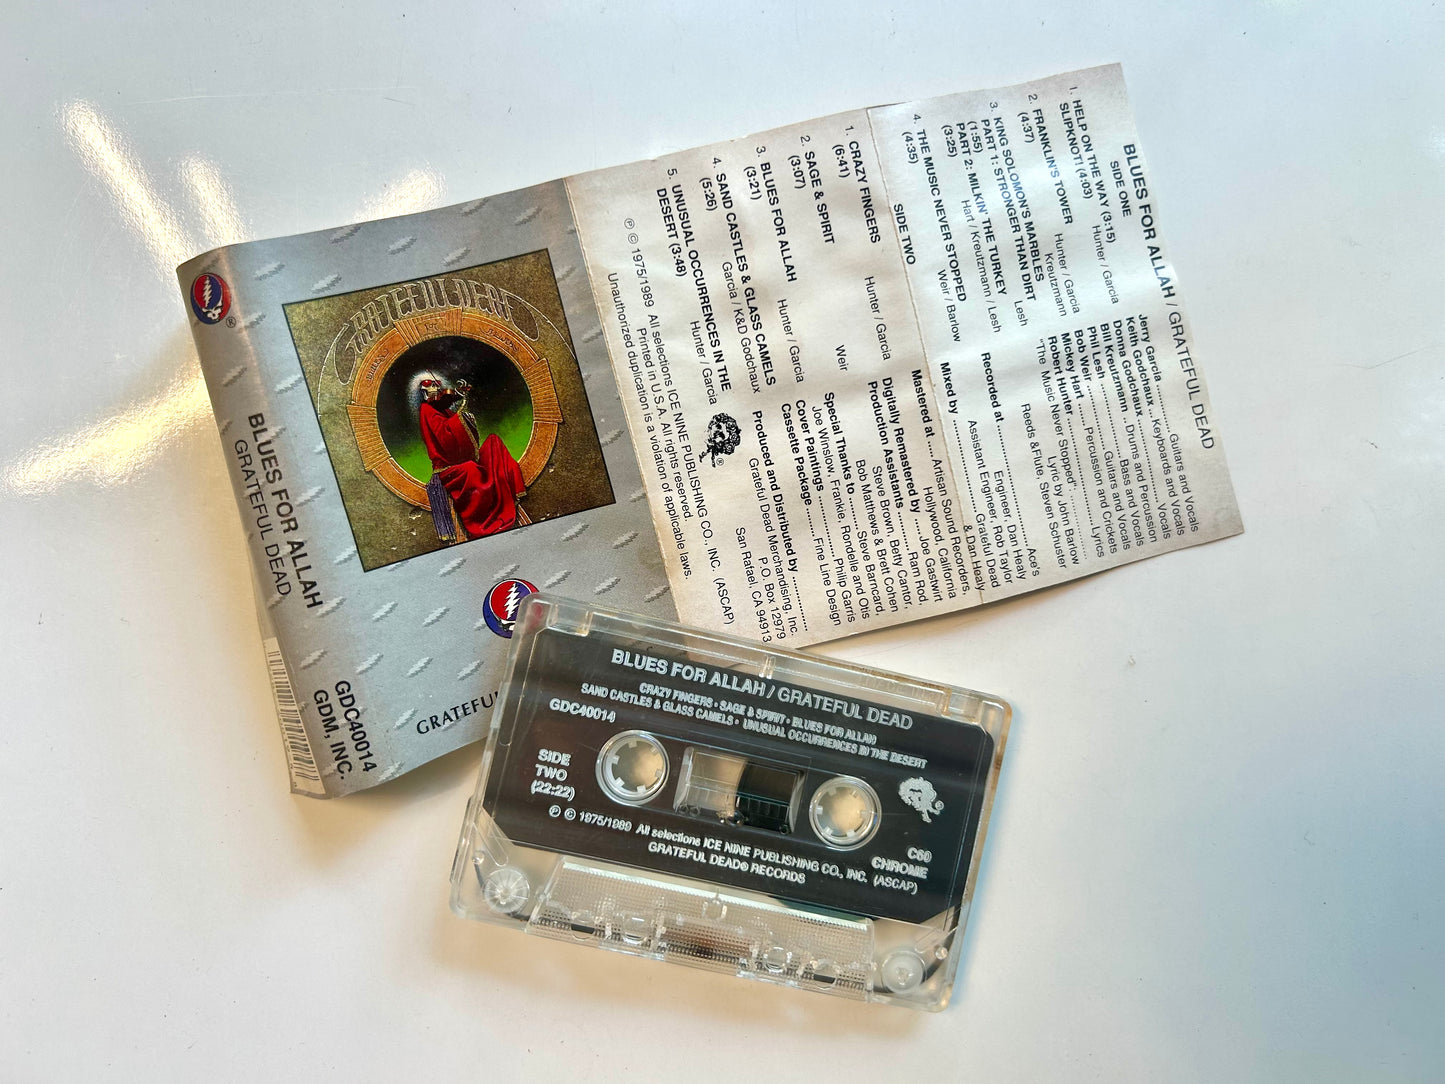 ®
BLUES FOR ALLAH
GRATEFUL DEAD
GDC40014
GDM, INC.
GRATEFUL DEAD
BLUES FOR ALLAH
GRATEFU
BLUES FOR ALLAH / GRATEFUL DEAD
SIDE ONE
1. HELP ON THE WAY (3:15) Hunter / Garcia
SLIPKNOT! (4:03)
2. FRANKLIN'S TOWER Hunter / Garcia
(4:37) Kreutzmann
3. KING SOLOMON'S MARBLES
PART 1: STRONGER THAN DIRT Lesh
(1:55)
PART 2: MILKIN' THE TURKEY
(3:25) Hart / Kreutzmann / Lesh
4. THE MUSIC NEVER STOPPED
(4:35) Weir / Barlow
SIDE TWO
1. CRAZY FINGERS Hunter / Garcia
(6:41)
2. SAGE & SPIRIT Weir
(3:07)
3. BLUES FOR ALLAH Hunter / Garcia
(3:21)
4. SAND CASTLES & GLASS CAMELS
(5:26) Garcia / K&D Godchaux
5. UNUSUAL OCCURRENCES IN THE
DESERT (3:48) Hunter / Garcia
℗ © 1975/1989 All selections ICE NINE PUBLISHING CO., INC. (ASCAP)
Printed in U.S.A. All rights reserved.
Unauthorized duplication is a violation of applicable laws.
Jerry Garcia ........ Guitars and Vocals
Keith Godchaux ... Keyboards and Vocals
Donna Godchaux ........ Vocals
Bill Kreutzmann .. Drums and Percussion
Phil Lesh ........ Bass and Vocals
Bob Weir ........ Guitars and Vocals
Mickey Hart ........ Percussion and Crickets
Robert Hunter ........ Lyrics
"The Music Never Stopped": Lyric by John Barlow
Reeds & Flute, Steven Schuster
Recorded at ........ Ace's
Engineer, Dan Healy
Assistant Engineer, Rob Taylor
Mixed by ........ Grateful Dead
& Dan Healy
Mastered at .... Artisan Sound Recorders,
Hollywood, California
Digitally Remastered by ..... Joe Gastwirt
Production Assistants ........ Ram Rod,
Steve Brown, Betty Cantor,
Bob Matthews & Brett Cohen
Special Thanks to ........ Steve Barncard,
Joe Winslow, Frankie, Rondelle and Otis
Cover Paintings ........ Philip Garris
Cassette Package ........ Fine Line Design
Produced and Distributed by ........
Grateful Dead Merchandising, Inc.
P.O. Box 12979
San Rafael, CA 94913
®
BLUES FOR ALLAH / GRATEFUL DEAD
CRAZY FINGERS • SAGE & SPIRIT • BLUES FOR ALLAH
SAND CASTLES & GLASS CAMELS • UNUSUAL OCCURRENCES IN THE DESERT
GDC40014
SIDE
TWO
(22:22)
C60
CHROME
℗ © 1975/1989 All selections ICE NINE PUBLISHING CO., INC. (ASCAP)
GRATEFUL DEAD® RECORDS